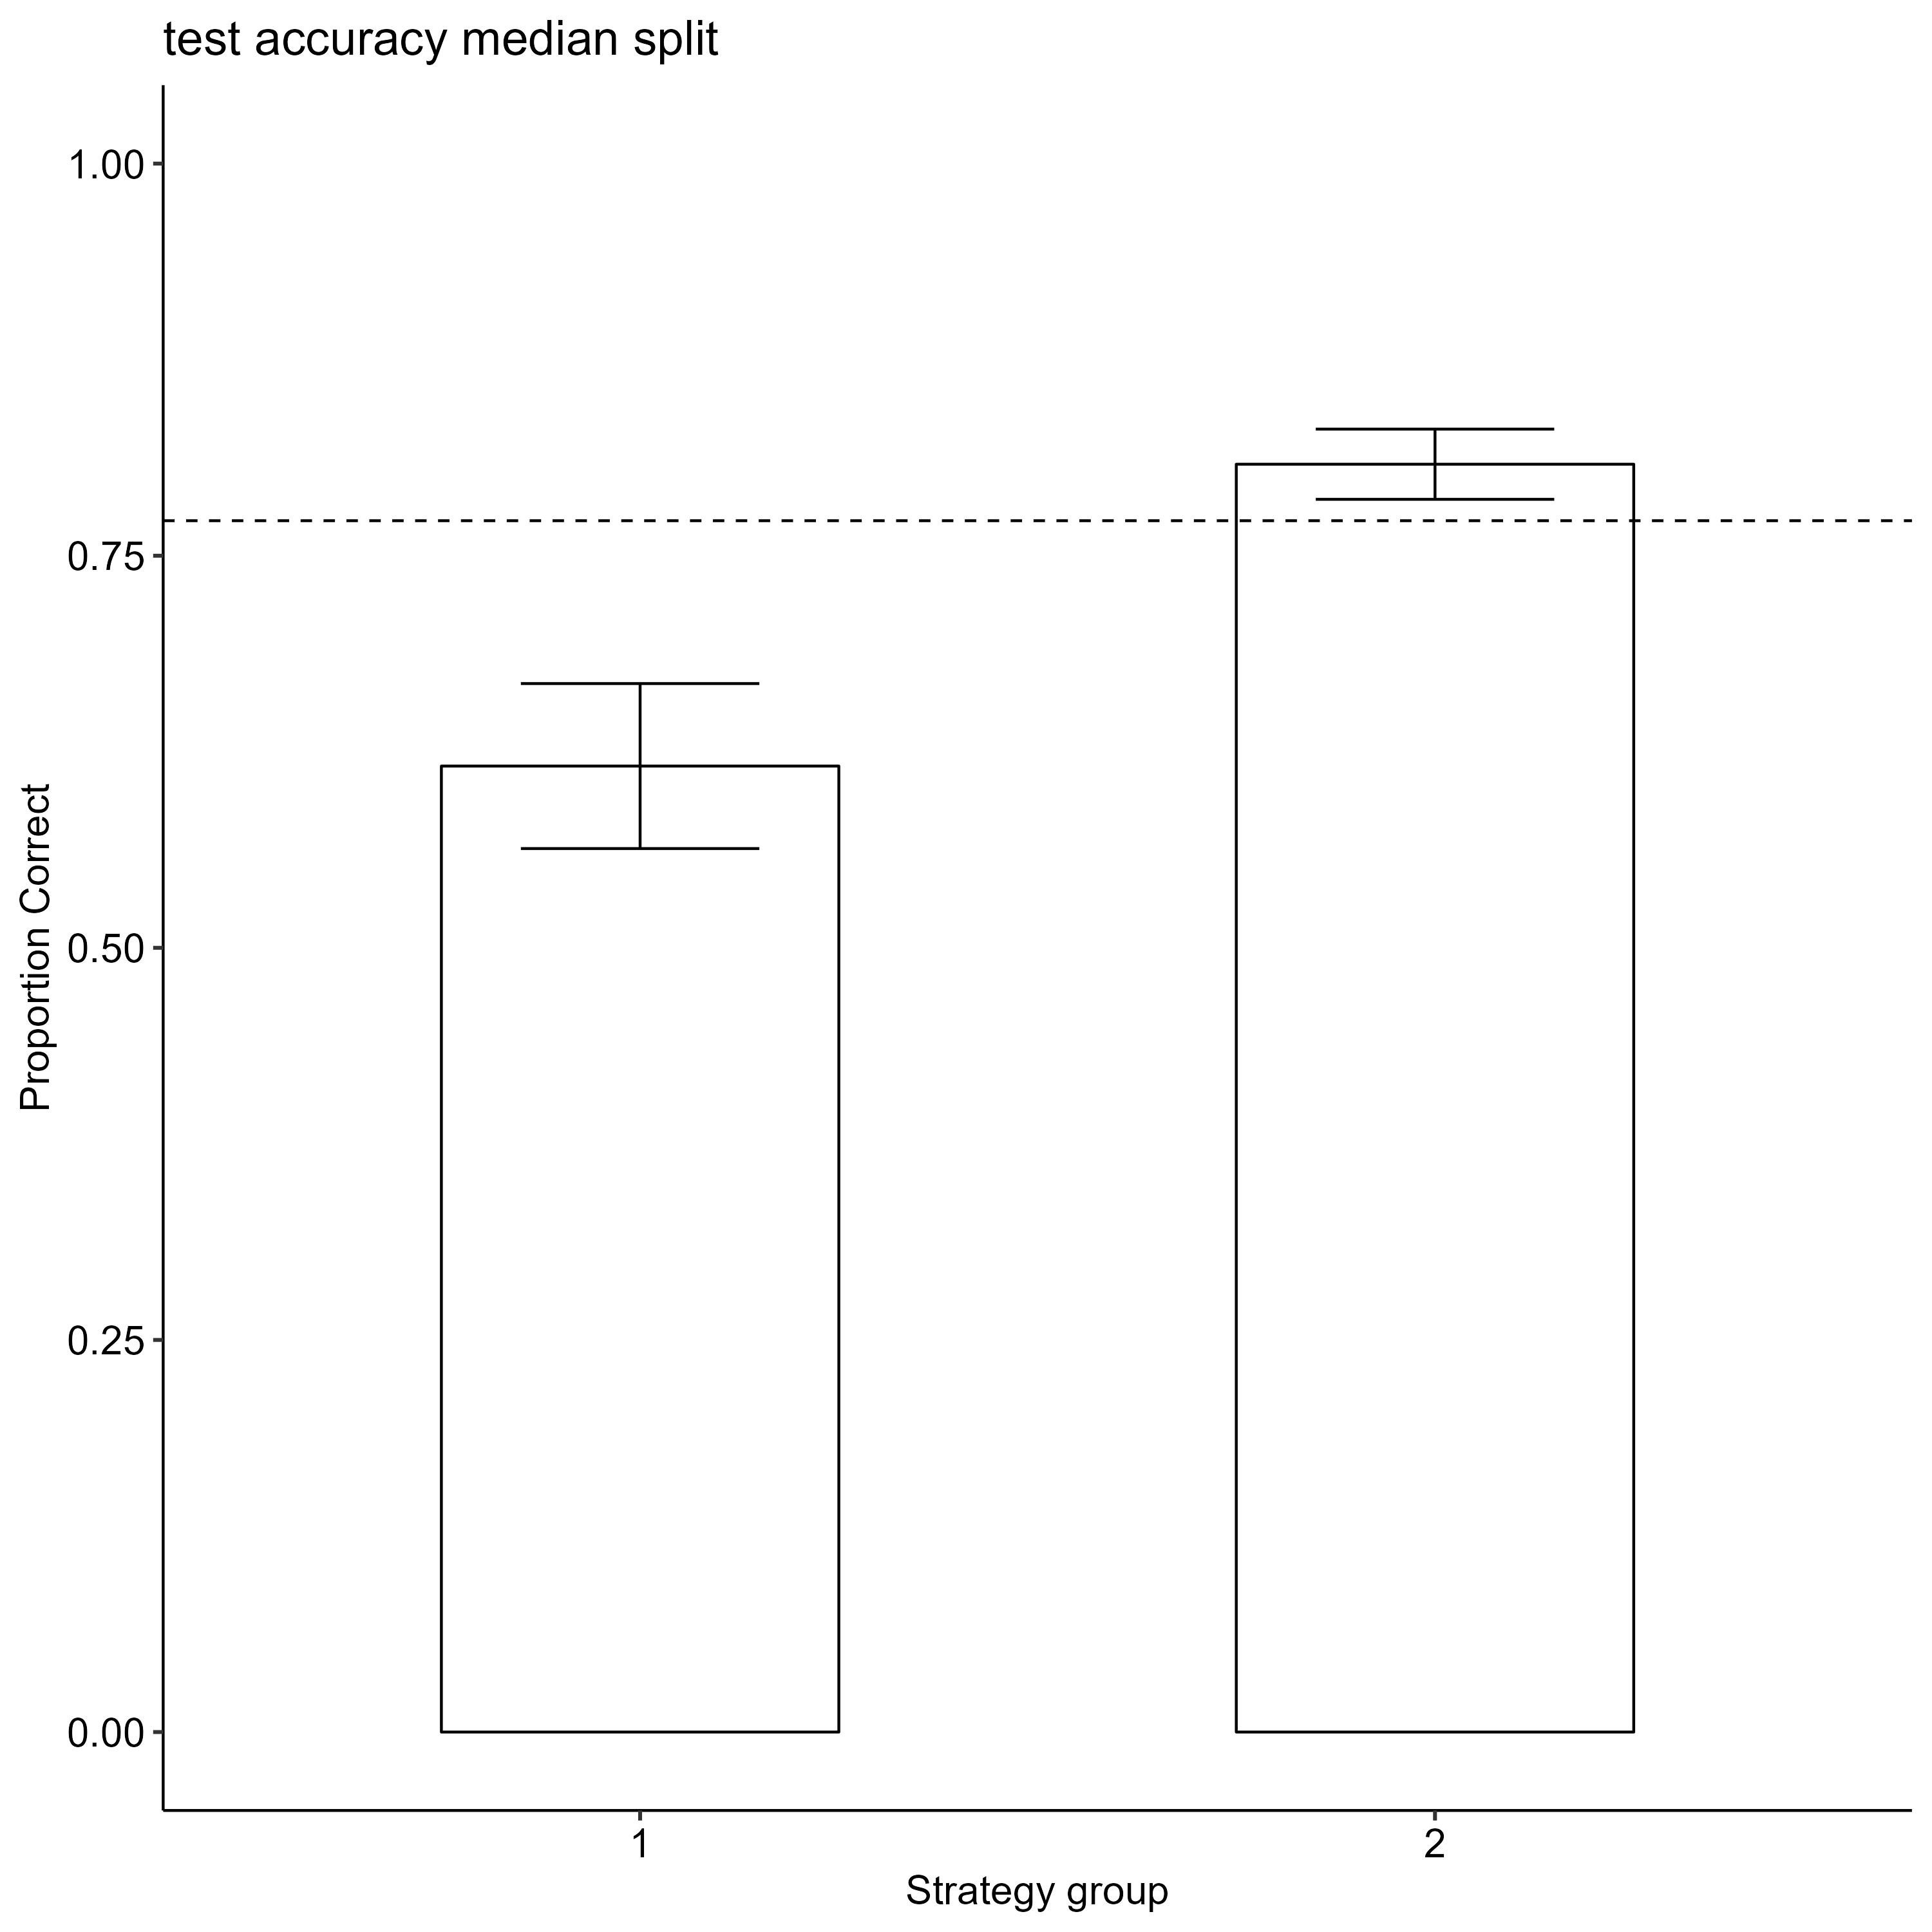 test accuracy median split
Proportion Correct
1.00
0.75
0.50
0.25
0.00
1
2
Strategy group